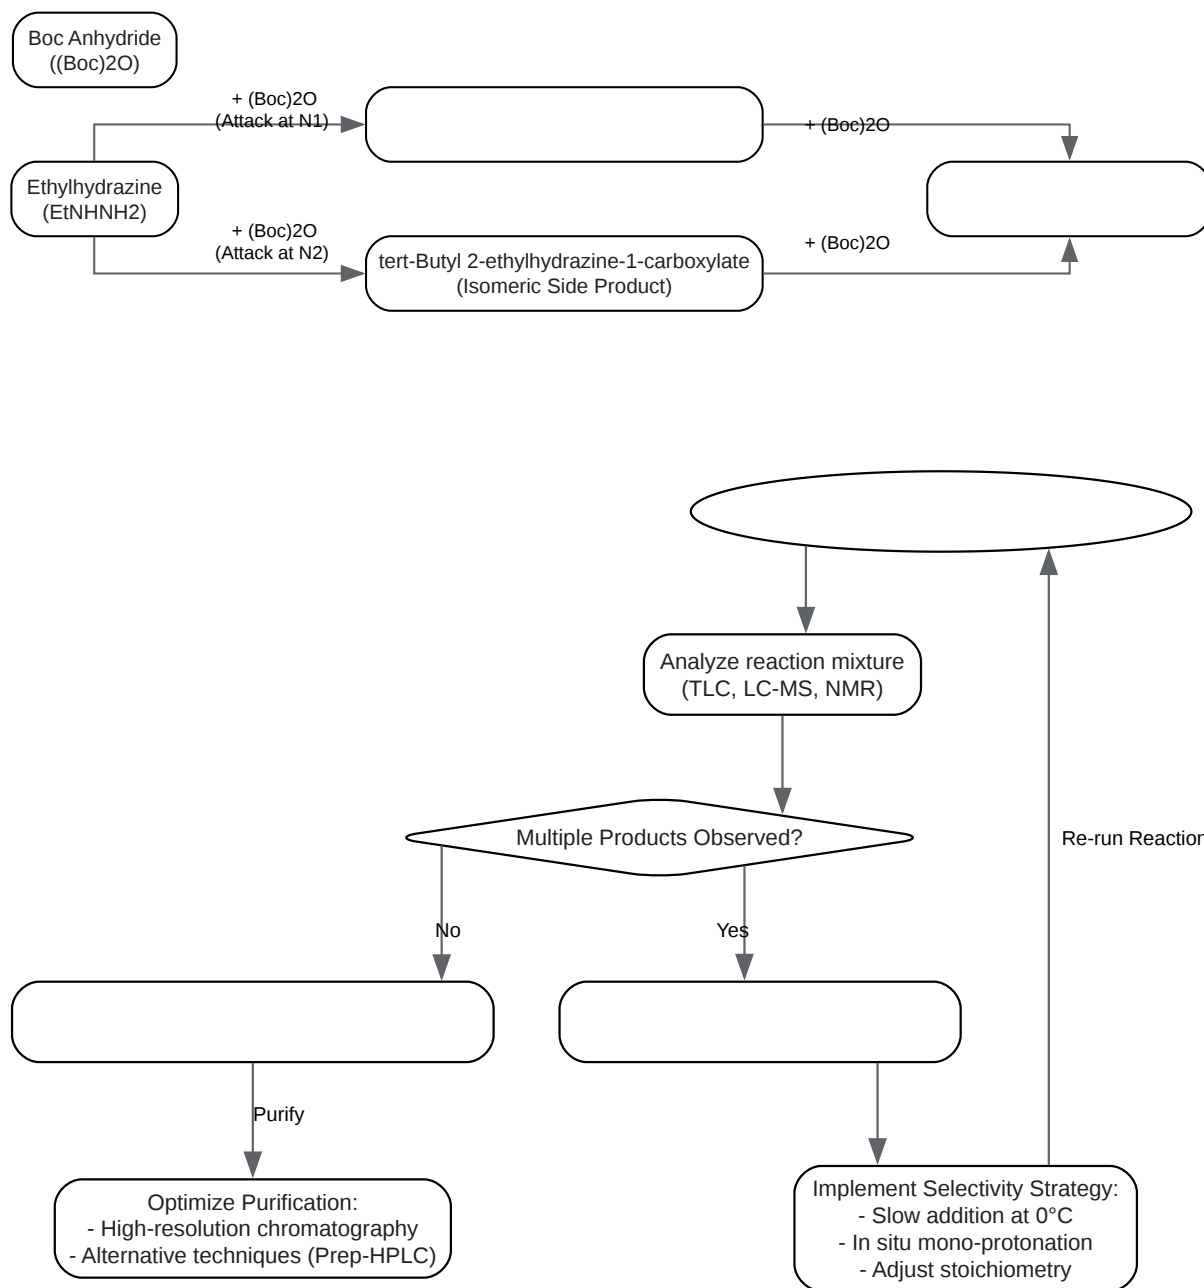 Boc Anhydride
((Boc)2O)
+ (Boc)2O
(Attack at N1)
+ (Boc)2O
Ethylhydrazine
(EtNHNH2)
+ (Boc)2O
(Attack at N2)
+ (Boc)2O
tert-Butyl 2-ethylhydrazine-1-carboxylate
(Isomeric Side Product)
Analyze reaction mixture
(TLC, LC-MS, NMR)
Multiple Products Observed?
Re-run Reaction
No
Yes
Purify
Optimize Purification:
- High-resolution chromatography
- Alternative techniques (Prep-HPLC)
Implement Selectivity Strategy:
- Slow addition at 0°C
- In situ mono-protonation
- Adjust stoichiometry